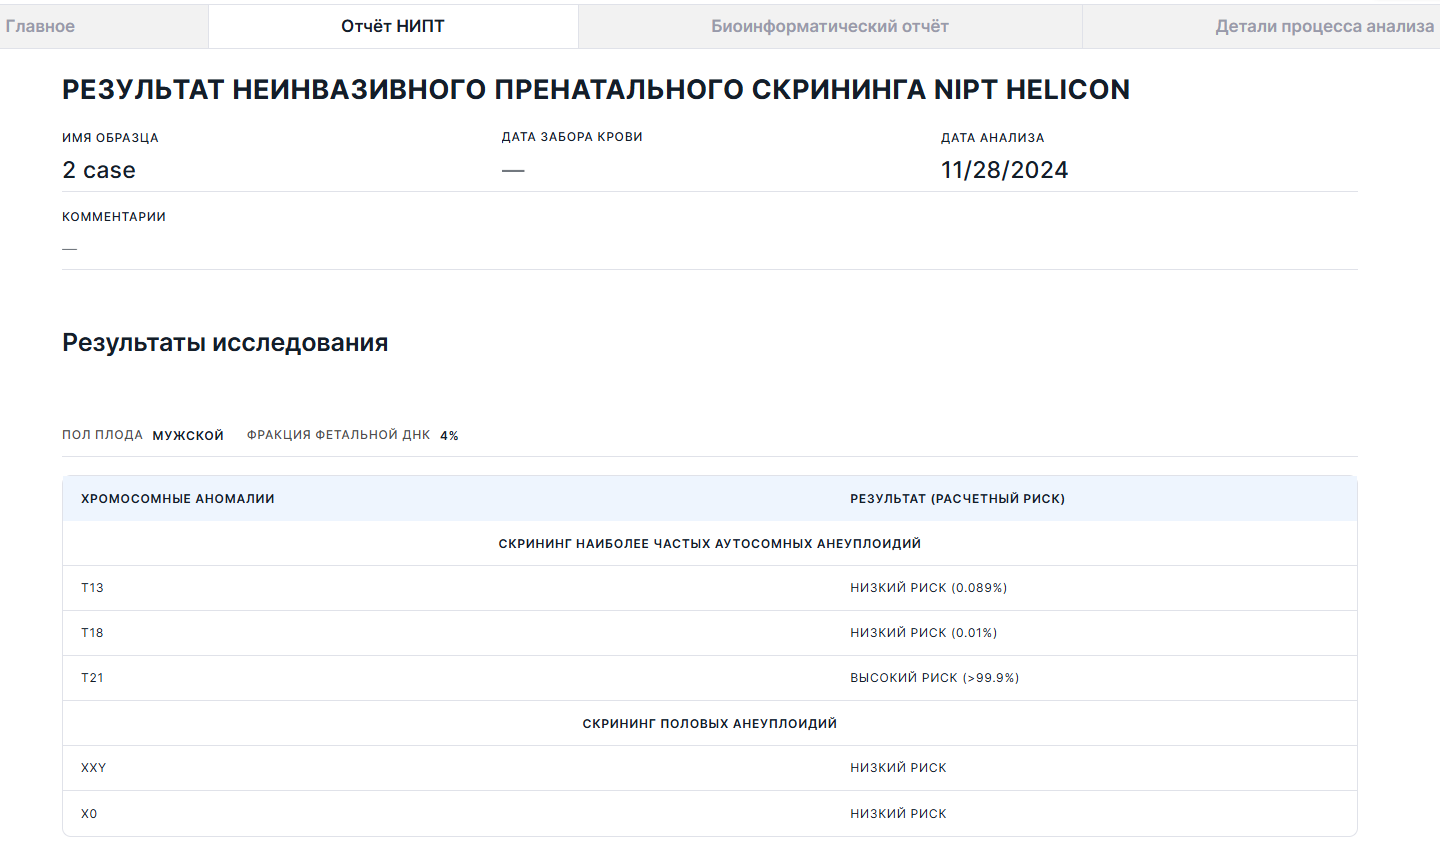 Главное Отчёт НИПТ Биоинформатический отчёт Детали процесса анализа
РЕЗУЛЬТАТ НЕИНВАЗИВНОГО ПРЕНАТАЛЬНОГО СКРИНИНГА NIPT HELICON
ИМЯ ОБРАЗЦА ДАТА ЗАБОРА КРОВИ ДАТА АНАЛИЗА
2 case — 11/28/2024
КОММЕНТАРИИ
—
Результаты исследования
ПОЛ ПЛОДА МУЖСКОЙ ФРАКЦИЯ ФЕТАЛЬНОЙ ДНК 4%
ХРОМОСОМНЫЕ АНОМАЛИИ РЕЗУЛЬТАТ (РАСЧЕТНЫЙ РИСК)
СКРИНИНГ НАИБОЛЕЕ ЧАСТЫХ АУТОСОМНЫХ АНЕУПЛОИДИЙ
T13 НИЗКИЙ РИСК (0.089%)
T18 НИЗКИЙ РИСК (0.01%)
T21 ВЫСОКИЙ РИСК (>99.9%)
СКРИНИНГ ПОЛОВЫХ АНЕУПЛОИДИЙ
XXY НИЗКИЙ РИСК
X0 НИЗКИЙ РИСК